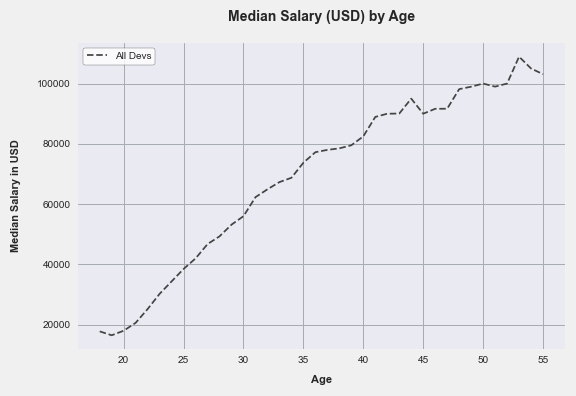 Median Salary (USD) by Age
All Devs
Median Salary in USD
100000
80000
60000
40000
20000
20 25 30 35 40 45 50 55
Age